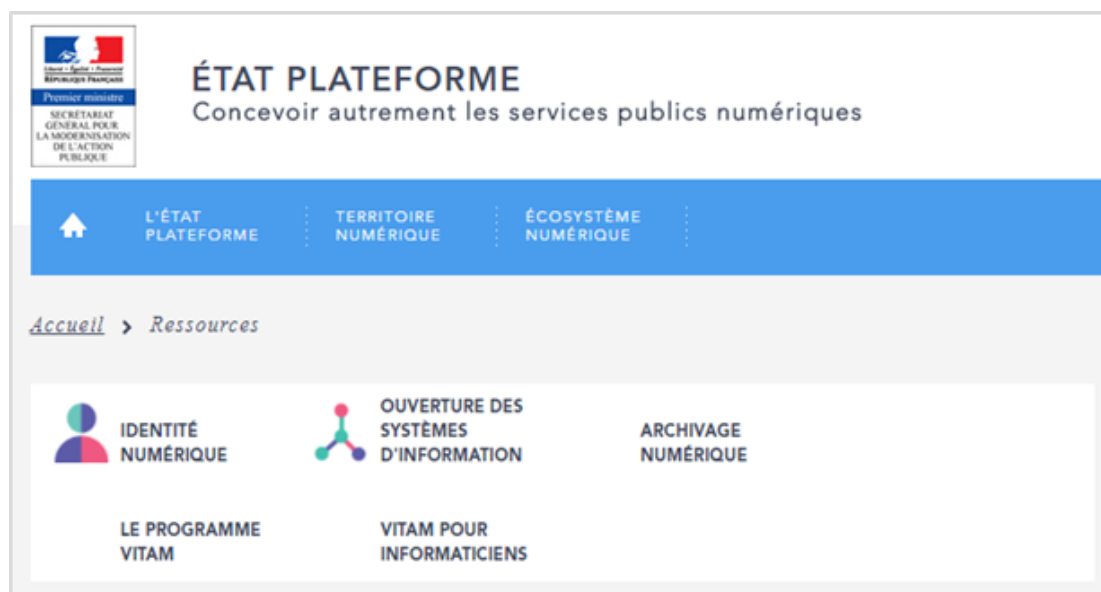 Liberté • Égalité • Fraternité
RÉPUBLIQUE FRANÇAISE
Premier ministre
SECRÉTARIAT
GÉNÉRAL POUR
LA MODERNISATION
DE L'ACTION
PUBLIQUE
ÉTAT PLATEFORME
Concevoir autrement les services publics numériques
L'ÉTAT
PLATEFORME
TERRITOIRE
NUMÉRIQUE
ÉCOSYSTÈME
NUMÉRIQUE
Accueil > Ressources
IDENTITÉ
NUMÉRIQUE
OUVERTURE DES
SYSTÈMES
D'INFORMATION
ARCHIVAGE
NUMÉRIQUE
LE PROGRAMME
VITAM
VITAM POUR
INFORMATICIENS